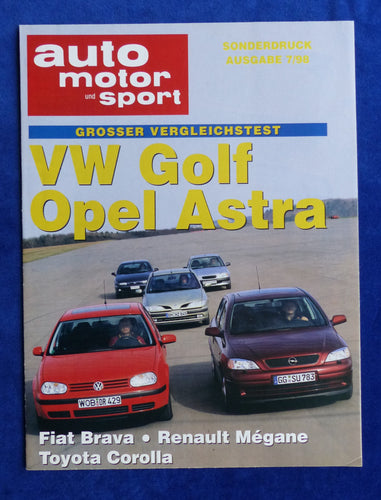 auto
motor
und sport
SONDERDRUCK
AUSGABE 7/98
GROSSER VERGLEICHSTEST
VW Golf
Opel Astra
WOB DR 429
GG SU 783
Fiat Brava • Renault Mégane
Toyota Corolla